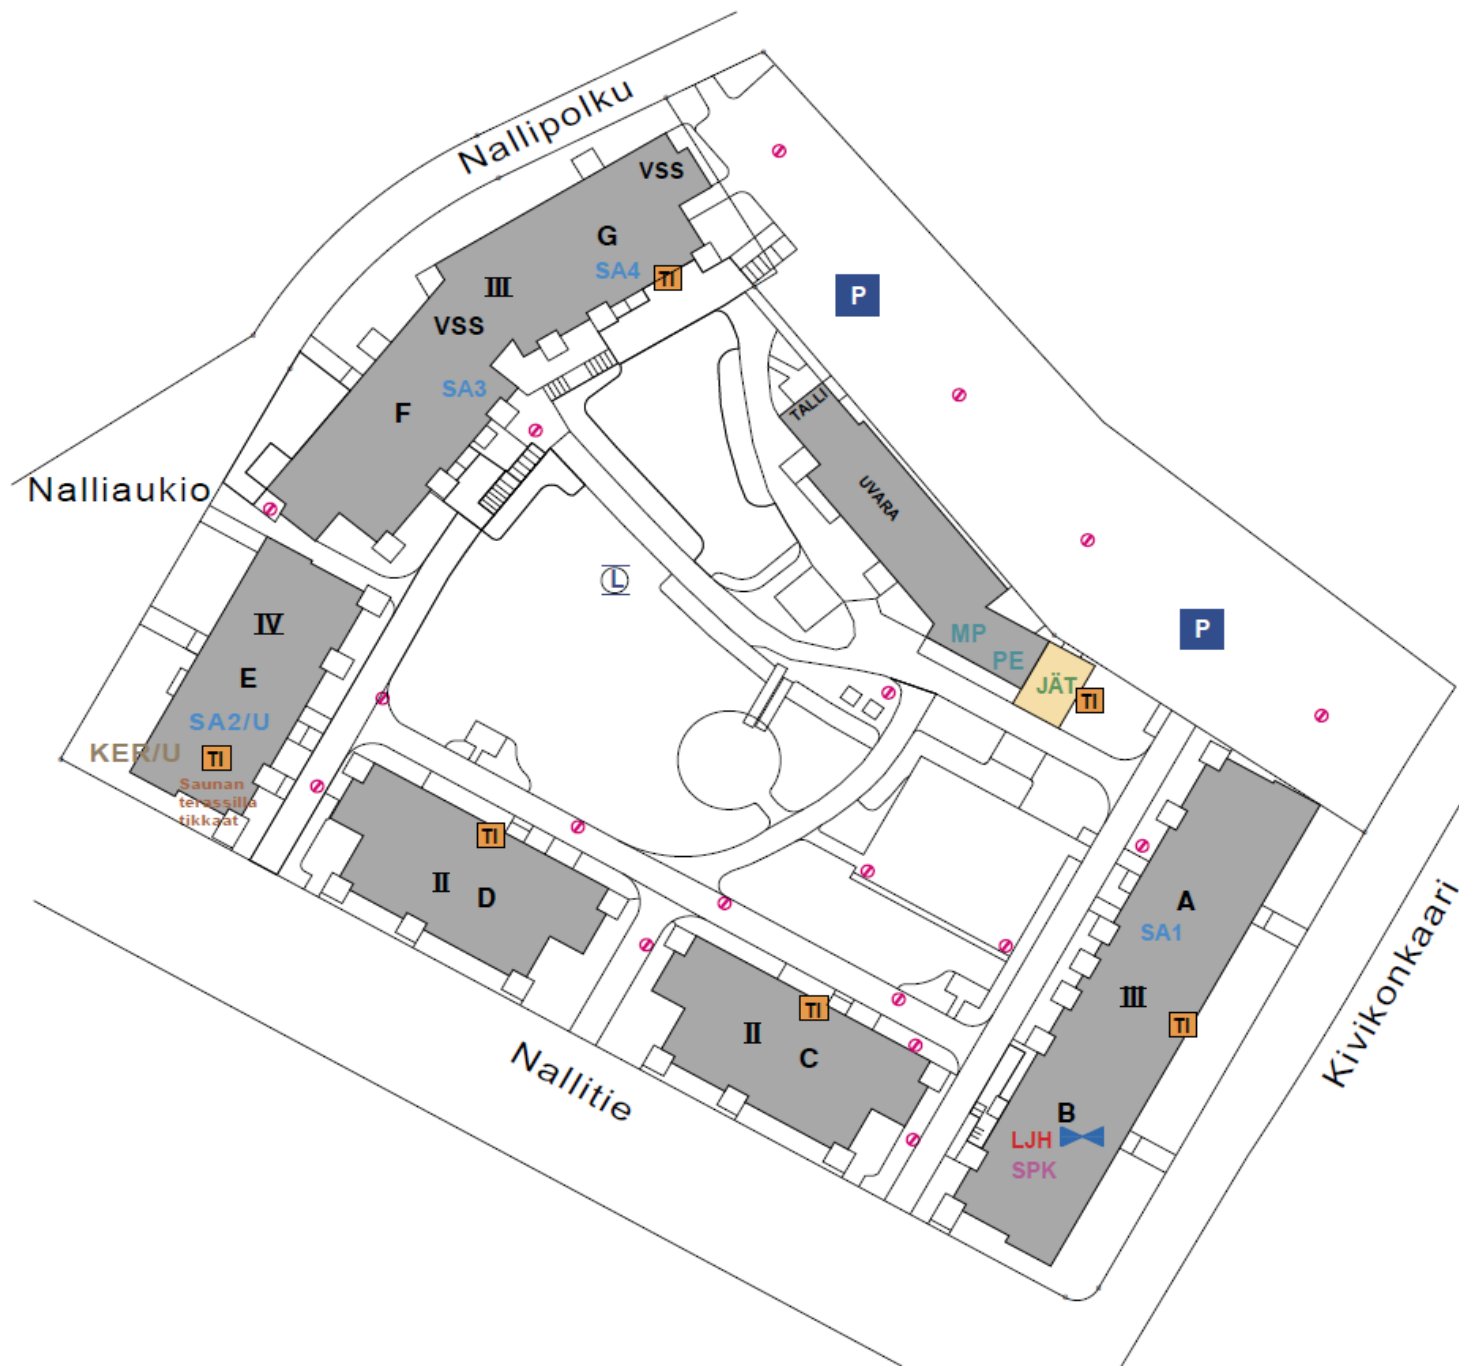 Nallipolku
VSS
G
SA4
TI
III
VSS
P
SA3
F
TALLI
UVARA
Nalliaukio
L
IV
E
SA2/U
KER/U
TI
Saunan
terassilla
tikkaat
MP
PE
JÄT
TI
P
TI
II
D
A
SA1
III
TI
TI
II
C
B
LJH
SPK
Nallitie
Kivikonkaari